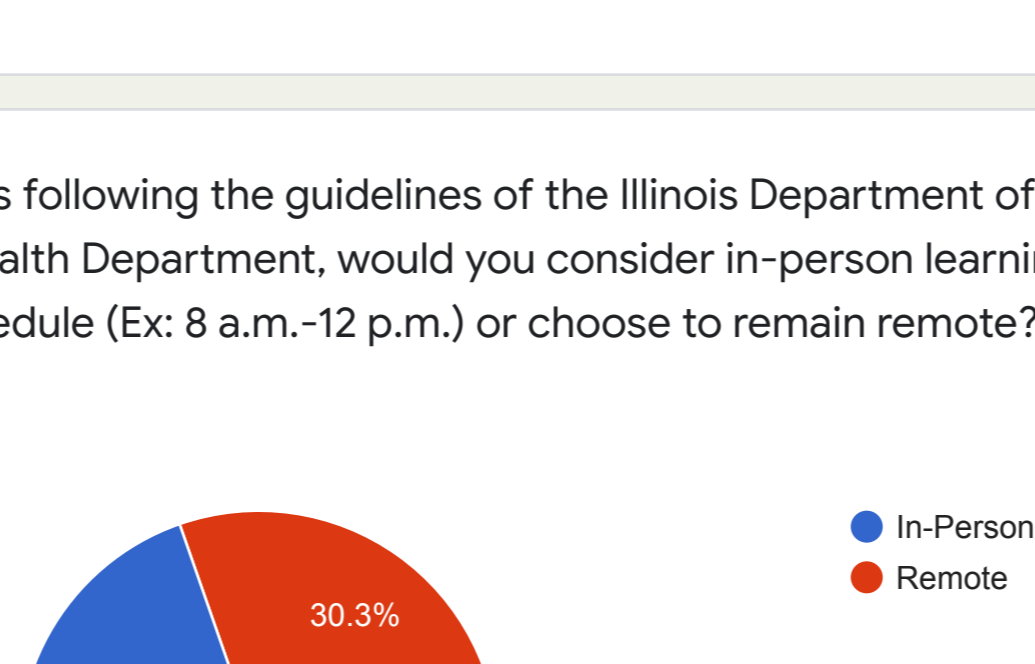 s following the guidelines of the Illinois Department of
alth Department, would you consider in-person learni
edule (Ex: 8 a.m.-12 p.m.) or choose to remain remote?
In-Person
Remote
30.3%